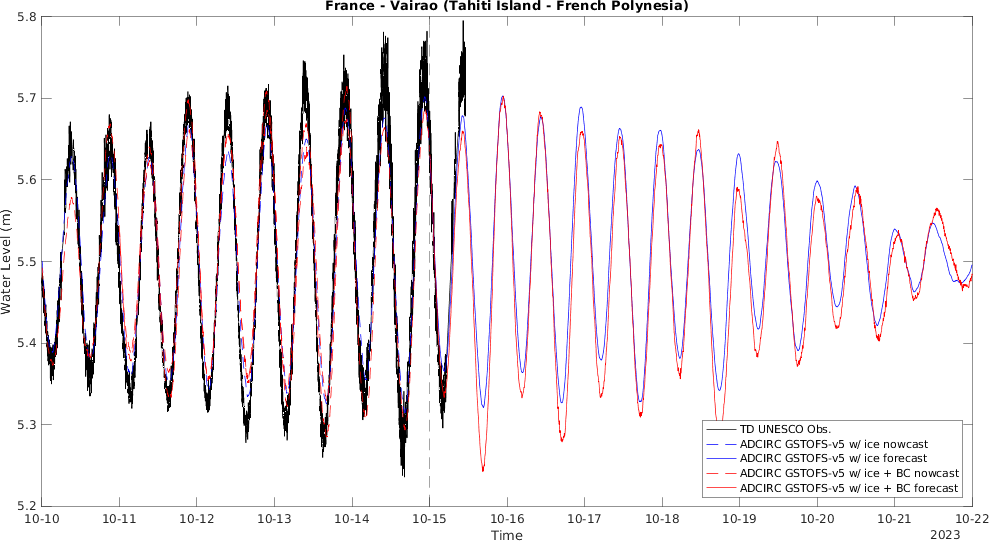 France - Vairao (Tahiti Island - French Polynesia)
5.8
5.7
5.6
5.5
5.4
5.3
5.2
Water Level (m)
TD UNESCO Obs.
ADCIRC GSTOFS-v5 w/ ice nowcast
ADCIRC GSTOFS-v5 w/ ice forecast
ADCIRC GSTOFS-v5 w/ ice + BC nowcast
ADCIRC GSTOFS-v5 w/ ice + BC forecast
10-10 10-11 10-12 10-13 10-14 10-15 10-16 10-17 10-18 10-19 10-20 10-21 10-22
Time
2023